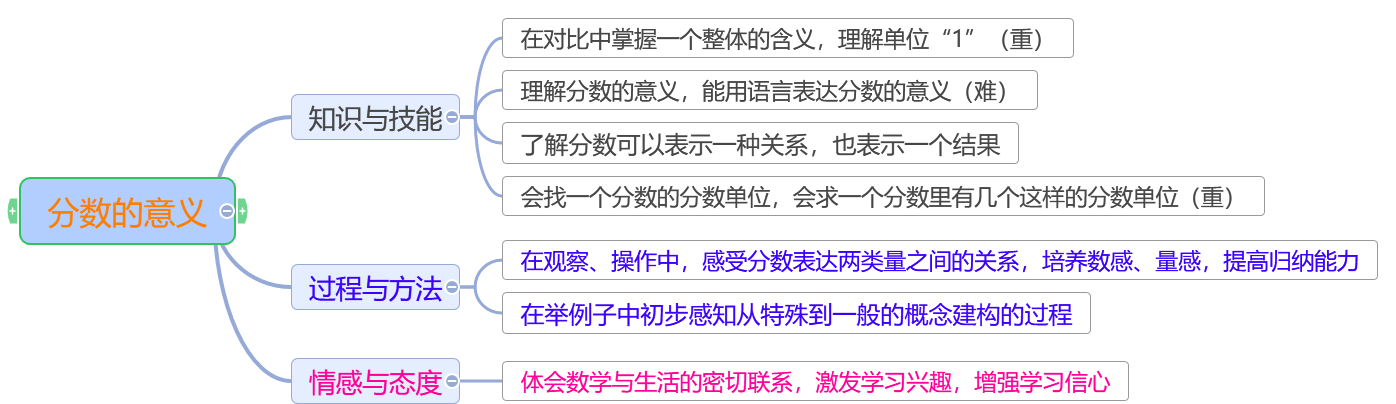 分数的意义
知识与技能
在对比中掌握一个整体的含义，理解单位“1”（重）
理解分数的意义，能用语言表达分数的意义（难）
了解分数可以表示一种关系，也表示一个结果
会找一个分数的分数单位，会求一个分数里有几个这样的分数单位（重）
过程与方法
在观察、操作中，感受分数表达两类量之间的关系，培养数感、量感，提高归纳能力
在举例子中初步感知从特殊到一般的概念建构的过程
情感与态度
体会数学与生活的密切联系，激发学习兴趣，增强学习信心